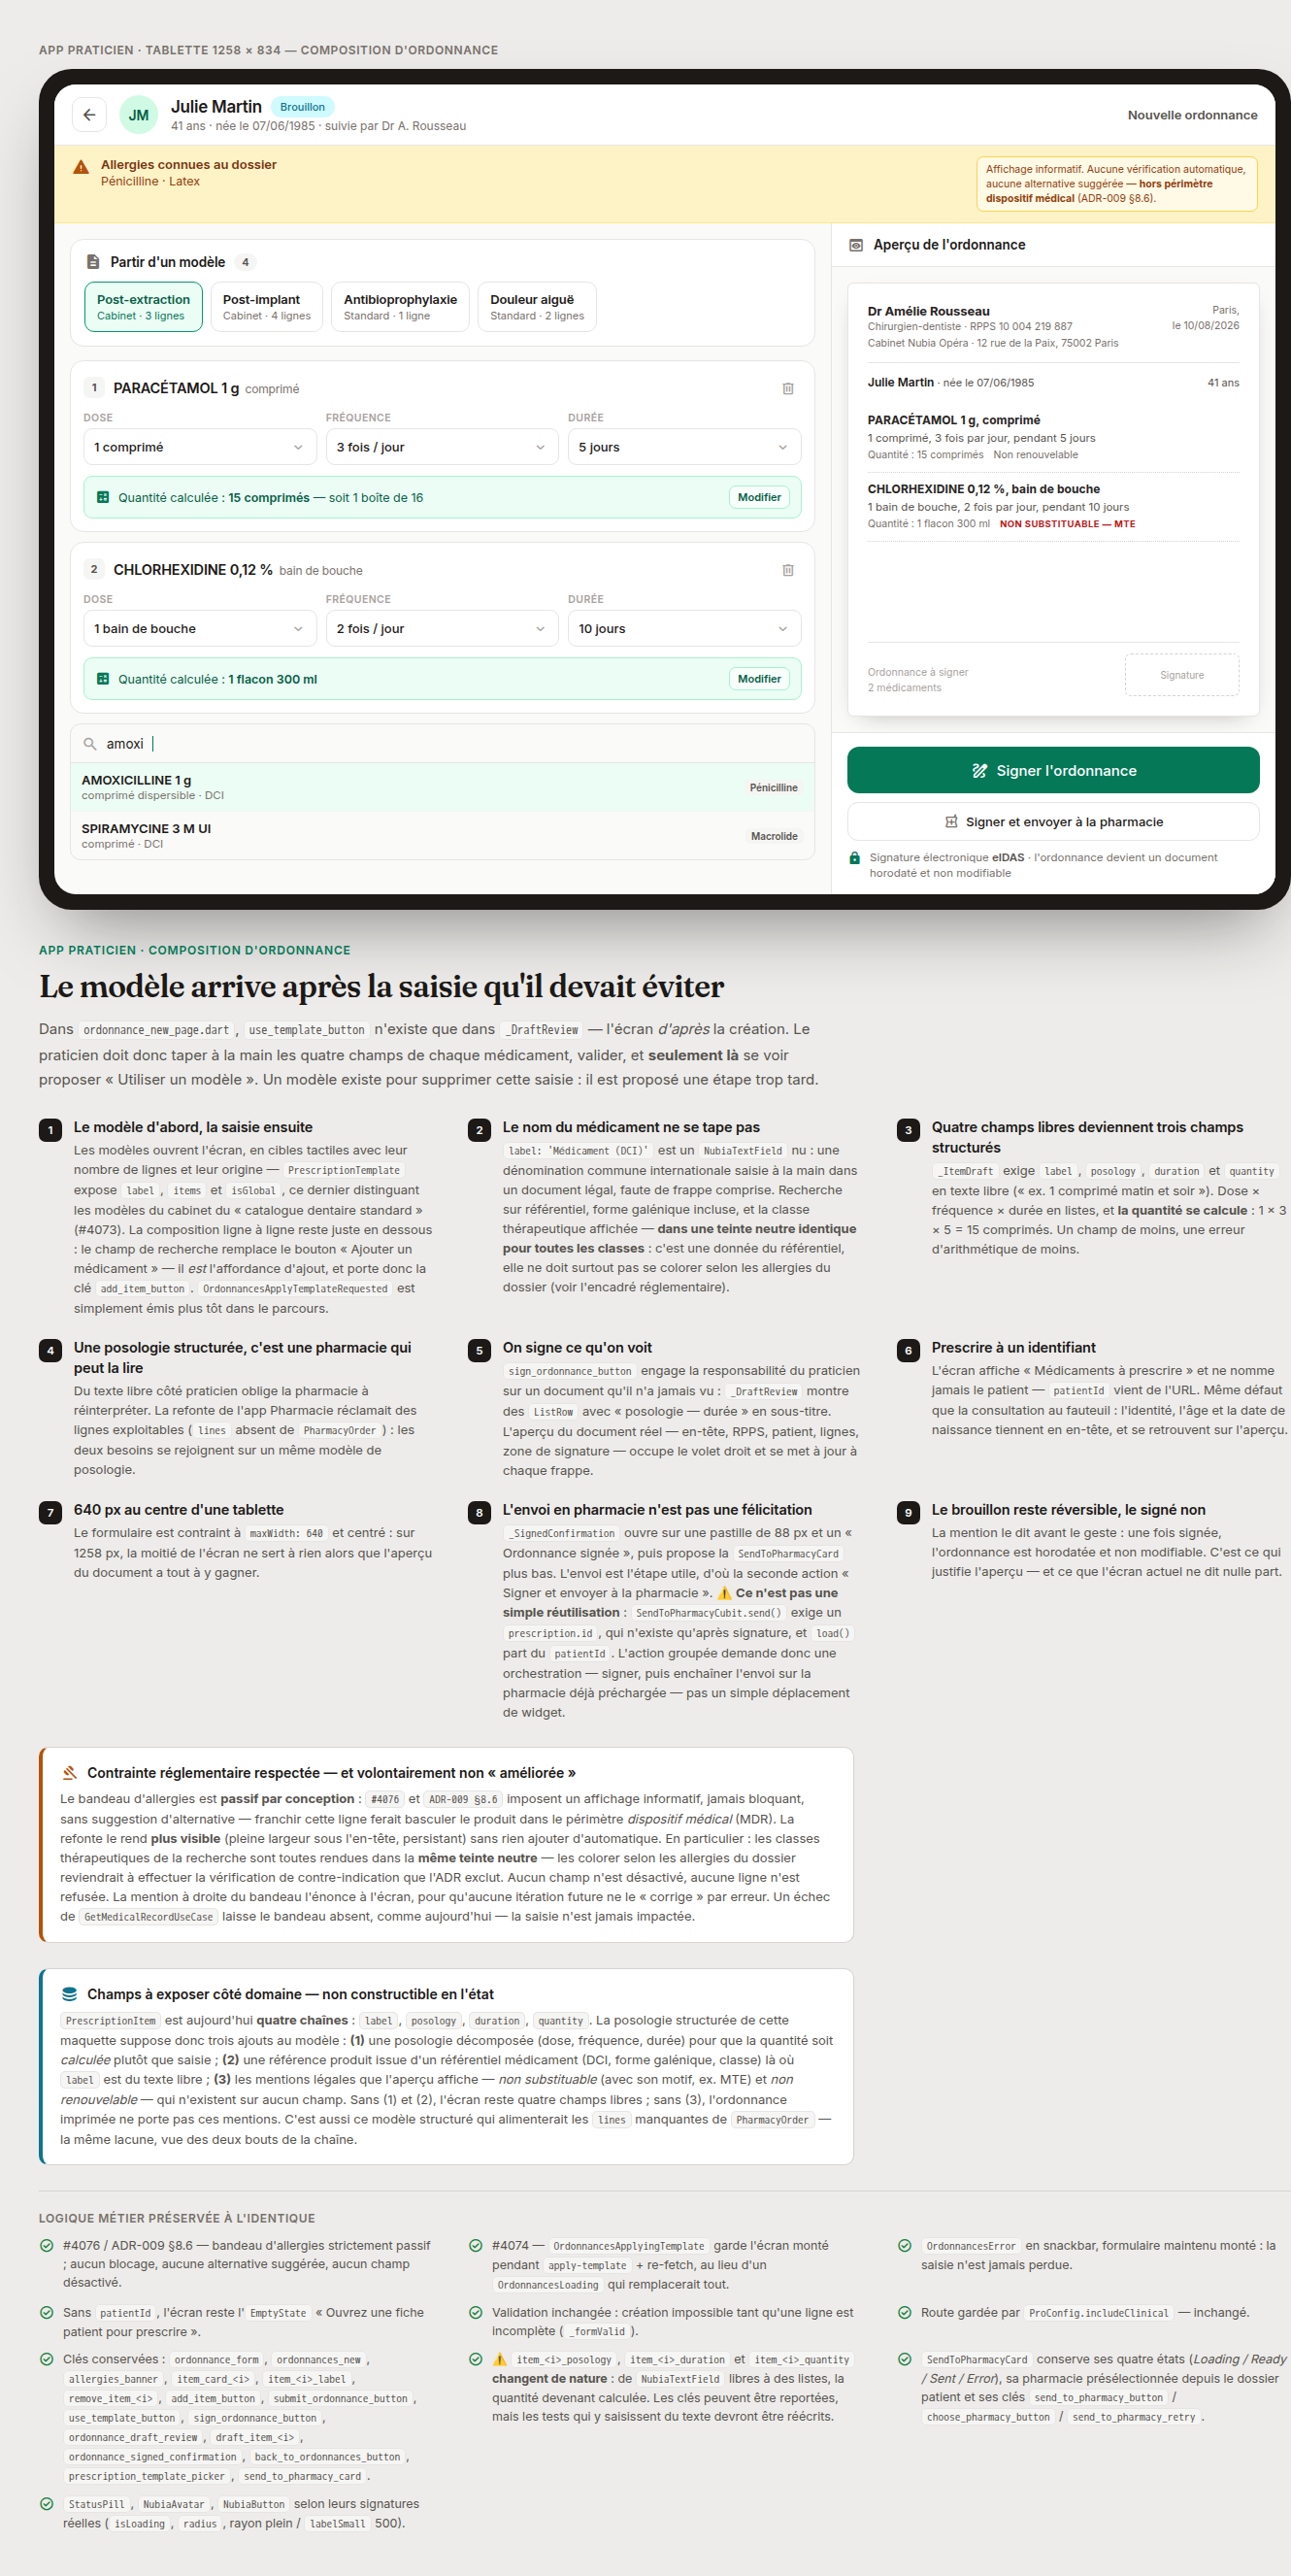 APP PRATICIEN · TABLETTE 1258 × 834 — COMPOSITION D'ORDONNANCE
JM
Julie Martin
Brouillon
41 ans · née le 07/06/1985 · suivie par Dr A. Rousseau
Nouvelle ordonnance
Allergies connues au dossier
Pénicilline · Latex
Affichage informatif. Aucune vérification automatique,
aucune alternative suggérée — hors périmètre
dispositif médical (ADR-009 §8.6).
Partir d'un modèle 4
Post-extraction
Cabinet · 3 lignes
Post-implant
Cabinet · 4 lignes
Antibioprophylaxie
Standard · 1 ligne
Douleur aiguë
Standard · 2 lignes
1 PARACÉTAMOL 1 g comprimé
DOSE FRÉQUENCE DURÉE
1 comprimé 3 fois / jour 5 jours
Quantité calculée : 15 comprimés — soit 1 boîte de 16
Modifier
2 CHLORHEXIDINE 0,12 % bain de bouche
DOSE FRÉQUENCE DURÉE
1 bain de bouche 2 fois / jour 10 jours
Quantité calculée : 1 flacon 300 ml
Modifier
amoxi
AMOXICILLINE 1 g
comprimé dispersible · DCI
Pénicilline
SPIRAMYCINE 3 M UI
comprimé · DCI
Macrolide
Aperçu de l'ordonnance
Dr Amélie Rousseau
Chirurgien-dentiste · RPPS 10 004 219 887
Cabinet Nubia Opéra · 12 rue de la Paix, 75002 Paris
Paris,
le 10/08/2026
Julie Martin · née le 07/06/1985 41 ans
PARACÉTAMOL 1 g, comprimé
1 comprimé, 3 fois par jour, pendant 5 jours
Quantité : 15 comprimés Non renouvelable
CHLORHEXIDINE 0,12 %, bain de bouche
1 bain de bouche, 2 fois par jour, pendant 10 jours
Quantité : 1 flacon 300 ml NON SUBSTITUABLE — MTE
Ordonnance à signer
2 médicaments
Signature
Signer l'ordonnance
Signer et envoyer à la pharmacie
Signature électronique eIDAS · l'ordonnance devient un document
horodaté et non modifiable
APP PRATICIEN · COMPOSITION D'ORDONNANCE
Le modèle arrive après la saisie qu'il devait éviter
Dans ordonnance_new_page.dart, use_template_button n'existe que dans _DraftReview — l'écran d'après la création. Le
praticien doit donc taper à la main les quatre champs de chaque médicament, valider, et seulement là se voir
proposer « Utiliser un modèle ». Un modèle existe pour supprimer cette saisie : il est proposé une étape trop tard.
1 Le modèle d'abord, la saisie ensuite
Les modèles ouvrent l'écran, en cibles tactiles avec leur
nombre de lignes et leur origine — PrescriptionTemplate
expose label, items et isGlobal, ce dernier distinguant
les modèles du cabinet du « catalogue dentaire standard »
(#4073). La composition ligne à ligne reste juste en dessous
: le champ de recherche remplace le bouton « Ajouter un
médicament » — il est l'affordance d'ajout, et porte donc la
clé add_item_button. OrdonnancesApplyTemplateRequested est
simplement émis plus tôt dans le parcours.
2 Le nom du médicament ne se tape pas
label: 'Médicament (DCI)' est un NubiaTextField nu : une
dénomination commune internationale saisie à la main dans
un document légal, faute de frappe comprise. Recherche
sur référentiel, forme galénique incluse, et la classe
thérapeutique affichée — dans une teinte neutre identique
pour toutes les classes : c'est une donnée du référentiel,
elle ne doit surtout pas se colorer selon les allergies du
dossier (voir l'encadré réglementaire).
3 Quatre champs libres deviennent trois champs
structurés
_ItemDraft exige label, posology, duration et quantity
en texte libre (« ex. 1 comprimé matin et soir »). Dose ×
fréquence × durée en listes, et la quantité se calcule : 1 × 3
× 5 = 15 comprimés. Un champ de moins, une erreur
d'arithmétique de moins.
4 Une posologie structurée, c'est une pharmacie qui
peut la lire
Du texte libre côté praticien oblige la pharmacie à
réinterpréter. La refonte de l'app Pharmacie réclamait des
lignes exploitables (lines absent de PharmacyOrder) : les
deux besoins se rejoignent sur un même modèle de
posologie.
5 On signe ce qu'on voit
sign_ordonnance_button engage la responsabilité du praticien
sur un document qu'il n'a jamais vu : _DraftReview montre
des ListRow avec « posologie — durée » en sous-titre.
L'aperçu du document réel — en-tête, RPPS, patient, lignes,
zone de signature — occupe le volet droit et se met à jour à
chaque frappe.
6 Prescrire à un identifiant
L'écran affiche « Médicaments à prescrire » et ne nomme
jamais le patient — patientId vient de l'URL. Même défaut
que la consultation au fauteuil : l'identité, l'âge et la date de
naissance tiennent en en-tête, et se retrouvent sur l'aperçu.
7 640 px au centre d'une tablette
Le formulaire est contraint à maxWidth: 640 et centré : sur
1258 px, la moitié de l'écran ne sert à rien alors que l'aperçu
du document a tout à y gagner.
8 L'envoi en pharmacie n'est pas une félicitation
_SignedConfirmation ouvre sur une pastille de 88 px et un «
Ordonnance signée », puis propose la SendToPharmacyCard
plus bas. L'envoi est l'étape utile, d'où la seconde action «
Signer et envoyer à la pharmacie ». ⚠️ Ce n'est pas une
simple réutilisation : SendToPharmacyCubit.send() exige un
prescription.id, qui n'existe qu'après signature, et load()
part du patientId. L'action groupée demande donc une
orchestration — signer, puis enchaîner l'envoi sur la
pharmacie déjà préchargée — pas un simple déplacement
de widget.
9 Le brouillon reste réversible, le signé non
La mention le dit avant le geste : une fois signée,
l'ordonnance est horodatée et non modifiable. C'est ce qui
justifie l'aperçu — et ce que l'écran actuel ne dit nulle part.
Contrainte réglementaire respectée — et volontairement non « améliorée »
Le bandeau d'allergies est passif par conception : #4076 et ADR-009 §8.6 imposent un affichage informatif, jamais bloquant,
sans suggestion d'alternative — franchir cette ligne ferait basculer le produit dans le périmètre dispositif médical (MDR). La
refonte le rend plus visible (pleine largeur sous l'en-tête, persistant) sans rien ajouter d'automatique. En particulier : les classes
thérapeutiques de la recherche sont toutes rendues dans la même teinte neutre — les colorer selon les allergies du dossier
reviendrait à effectuer la vérification de contre-indication que l'ADR exclut. Aucun champ n'est désactivé, aucune ligne n'est
refusée. La mention à droite du bandeau l'énonce à l'écran, pour qu'aucune itération future ne le « corrige » par erreur. Un échec
de GetMedicalRecordUseCase laisse le bandeau absent, comme aujourd'hui — la saisie n'est jamais impactée.
Champs à exposer côté domaine — non constructible en l'état
PrescriptionItem est aujourd'hui quatre chaînes : label, posology, duration, quantity. La posologie structurée de cette
maquette suppose donc trois ajouts au modèle : (1) une posologie décomposée (dose, fréquence, durée) pour que la quantité soit
calculée plutôt que saisie ; (2) une référence produit issue d'un référentiel médicament (DCI, forme galénique, classe) là où
label est du texte libre ; (3) les mentions légales que l'aperçu affiche — non substituable (avec son motif, ex. MTE) et non
renouvelable — qui n'existent sur aucun champ. Sans (1) et (2), l'écran reste quatre champs libres ; sans (3), l'ordonnance
imprimée ne porte pas ces mentions. C'est aussi ce modèle structuré qui alimenterait les lines manquantes de PharmacyOrder —
la même lacune, vue des deux bouts de la chaîne.
LOGIQUE MÉTIER PRÉSERVÉE À L'IDENTIQUE
#4076 / ADR-009 §8.6 — bandeau d'allergies strictement passif
; aucun blocage, aucune alternative suggérée, aucun champ
désactivé.
#4074 — OrdonnancesApplyingTemplate garde l'écran monté
pendant apply-template + re-fetch, au lieu d'un
OrdonnancesLoading qui remplacerait tout.
OrdonnancesError en snackbar, formulaire maintenu monté : la
saisie n'est jamais perdue.
Sans patientId, l'écran reste l'EmptyState « Ouvrez une fiche
patient pour prescrire ».
Validation inchangée : création impossible tant qu'une ligne est
incomplète (_formValid).
Route gardée par ProConfig.includeClinical — inchangé.
Clés conservées : ordonnance_form, ordonnances_new,
allergies_banner, item_card_<i>, item_<i>_label,
remove_item_<i>, add_item_button, submit_ordonnance_button,
use_template_button, sign_ordonnance_button,
ordonnance_draft_review, draft_item_<i>,
ordonnance_signed_confirmation, back_to_ordonnances_button,
prescription_template_picker, send_to_pharmacy_card.
⚠️ item_<i>_posology, item_<i>_duration et item_<i>_quantity
changent de nature : de NubiaTextField libres à des listes, la
quantité devenant calculée. Les clés peuvent être reportées,
mais les tests qui y saisissent du texte devront être réécrits.
SendToPharmacyCard conserve ses quatre états (Loading / Ready
/ Sent / Error), sa pharmacie présélectionnée depuis le dossier
patient et ses clés send_to_pharmacy_button /
choose_pharmacy_button / send_to_pharmacy_retry.
StatusPill, NubiaAvatar, NubiaButton selon leurs signatures
réelles (isLoading, radius, rayon plein / labelSmall 500).